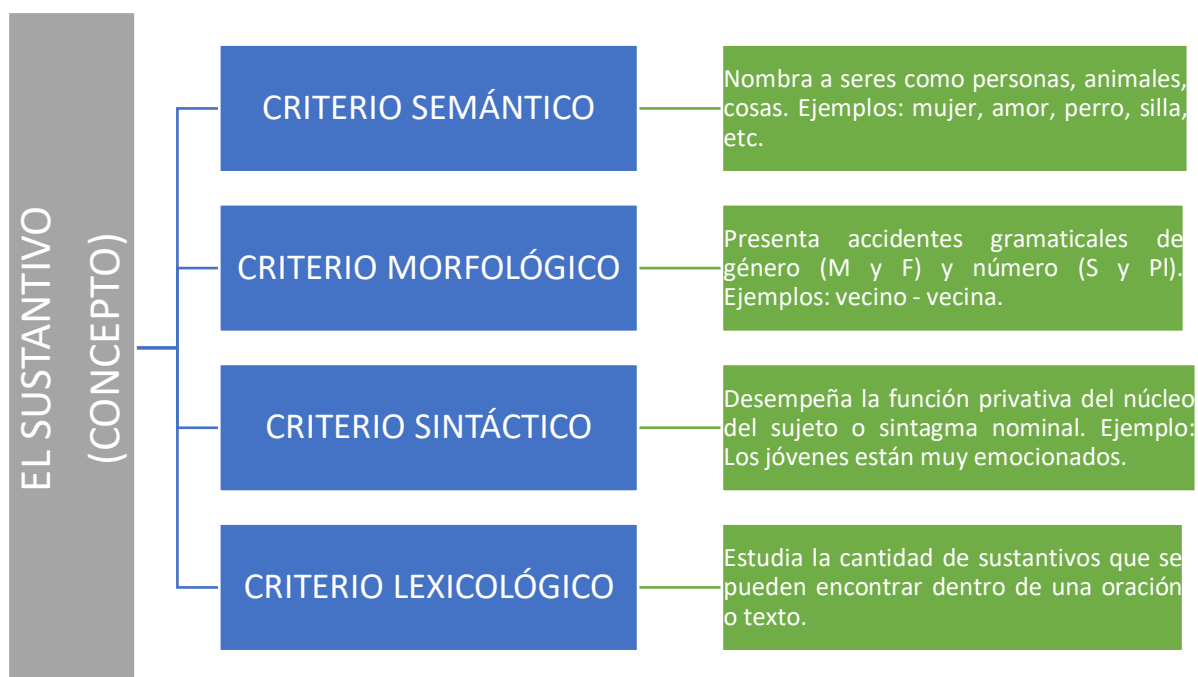 EL SUSTANTIVO
(CONCEPTO)
CRITERIO SEMÁNTICO
Nombra a seres como personas, animales,
cosas. Ejemplos: mujer, amor, perro, silla,
etc.
CRITERIO MORFOLÓGICO
Presenta accidentes gramaticales de
género (M y F) y número (S y Pl).
Ejemplos: vecino - vecina.
CRITERIO SINTÁCTICO
Desempeña la función privativa del núcleo
del sujeto o sintagma nominal. Ejemplo:
Los jóvenes están muy emocionados.
CRITERIO LEXICOLÓGICO
Estudia la cantidad de sustantivos que se
pueden encontrar dentro de una oración
o texto.